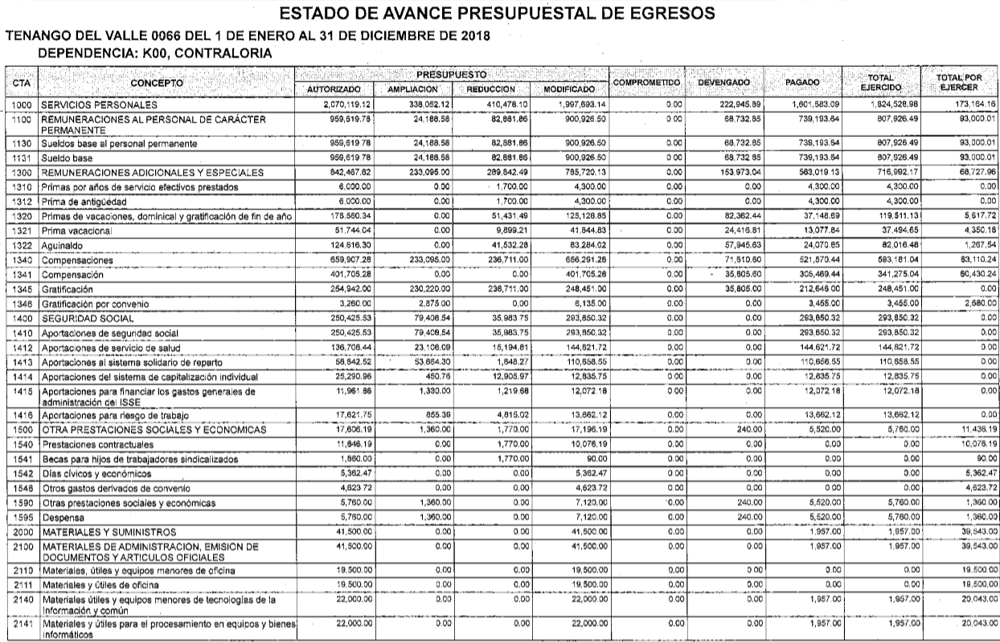 ESTADO DE AVANCE PRESUPUESTAL DE EGRESOS
TENANGO DEL VALLE 0066 DEL 1 DE ENERO AL 31 DE DICIEMBRE DE 2018
DEPENDENCIA: K00, CONTRALORIA
CTA CONCEPTO PRESUPUESTO COMPROMETIDO DEVENGADO PAGADO TOTAL EJERCIDO TOTAL POR EJERCER
AUTORIZADO AMPLIACION REDUCCION MODIFICADO
1000 SERVICIOS PERSONALES 2,070,119.12 338,052.12 410,478.10 1,997,693.14 0.00 222,945.89 1,601,583.09 1,824,528.98 173,164.16
1100 REMUNERACIONES AL PERSONAL DE CARÁCTER PERMANENTE 959,619.78 24,188.58 82,881.86 900,926.50 0.00 68,732.85 739,193.64 807,926.49 93,000.01
1130 Sueldos base al personal permanente 959,619.78 24,188.58 82,881.86 900,926.50 0.00 68,732.85 739,193.64 807,926.49 93,000.01
1131 Sueldo base 959,619.78 24,188.58 82,881.86 900,926.50 0.00 68,732.85 739,193.64 807,926.49 93,000.01
1300 REMUNERACIONES ADICIONALES Y ESPECIALES 842,467.62 233,095.00 289,842.49 785,720.13 0.00 153,973.04 563,019.13 716,992.17 68,727.96
1310 Primas por años de servicio efectivos prestados 6,000.00 0.00 1,700.00 4,300.00 0.00 0.00 4,300.00 4,300.00 0.00
1312 Prima de antigüedad 6,000.00 0.00 1,700.00 4,300.00 0.00 0.00 4,300.00 4,300.00 0.00
1320 Primas de vacaciones, dominical y gratificación de fin de año 176,560.34 0.00 51,431.49 125,128.85 0.00 82,362.44 37,148.69 119,511.13 5,617.72
1321 Prima vacacional 51,744.04 0.00 9,899.21 41,844.83 0.00 24,416.81 13,077.84 37,494.65 4,350.18
1322 Aguinaldo 124,816.30 0.00 41,532.28 83,284.02 0.00 57,945.63 24,070.85 82,016.48 1,267.54
1340 Compensaciones 659,907.28 233,095.00 236,711.00 656,291.28 0.00 71,610.60 521,570.44 593,181.04 63,110.24
1341 Compensación 401,705.28 0.00 0.00 401,705.28 0.00 35,805.60 305,469.44 341,275.04 60,430.24
1345 Gratificación 254,942.00 230,220.00 236,711.00 248,451.00 0.00 35,805.00 212,646.00 248,451.00 0.00
1346 Gratificación por convenio 3,260.00 2,875.00 0.00 6,135.00 0.00 0.00 3,455.00 3,455.00 2,680.00
1400 SEGURIDAD SOCIAL 250,425.53 79,408.54 35,983.75 293,850.32 0.00 0.00 293,850.32 293,850.32 0.00
1410 Aportaciones de seguridad social 250,425.53 79,408.54 35,983.75 293,850.32 0.00 0.00 293,850.32 293,850.32 0.00
1412 Aportaciones de servicio de salud 136,708.44 23,108.09 15,194.81 144,621.72 0.00 0.00 144,621.72 144,621.72 0.00
1413 Aportaciones al sistema solidario de reparto 58,842.52 53,664.30 1,848.27 110,658.55 0.00 0.00 110,658.55 110,658.55 0.00
1414 Aportaciones del sistema de capitalización individual 25,290.96 450.76 12,905.97 12,835.75 0.00 0.00 12,835.75 12,835.75 0.00
1415 Aportaciones para financiar los gastos generales de administración del ISSE 11,961.86 1,330.00 1,219.68 12,072.18 0.00 0.00 12,072.18 12,072.18 0.00
1416 Aportaciones para riesgo de trabajo 17,621.75 855.39 4,815.02 13,662.12 0.00 0.00 13,662.12 13,662.12 0.00
1500 OTRA PRESTACIONES SOCIALES Y ECONOMICAS 17,606.19 1,360.00 1,770.00 17,196.19 0.00 240.00 5,520.00 5,760.00 11,436.19
1540 Prestaciones contractuales 11,846.19 0.00 1,770.00 10,076.19 0.00 0.00 0.00 0.00 10,076.19
1541 Becas para hijos de trabajadores sindicalizados 1,860.00 0.00 1,770.00 90.00 0.00 0.00 0.00 0.00 90.00
1542 Días cívicos y económicos 5,362.47 0.00 0.00 5,362.47 0.00 0.00 0.00 0.00 5,362.47
1546 Otros gastos derivados de convenio 4,623.72 0.00 0.00 4,623.72 0.00 0.00 0.00 0.00 4,623.72
1590 Otras prestaciones sociales y económicas 5,760.00 1,360.00 0.00 7,120.00 0.00 240.00 5,520.00 5,760.00 1,360.00
1595 Despensa 5,760.00 1,360.00 0.00 7,120.00 0.00 240.00 5,520.00 5,760.00 1,360.00
2000 MATERIALES Y SUMINISTROS 41,500.00 0.00 0.00 41,500.00 0.00 0.00 1,957.00 1,957.00 39,543.00
2100 MATERIALES DE ADMINISTRACION, EMISION DE DOCUMENTOS Y ARTICULOS OFICIALES 41,500.00 0.00 0.00 41,500.00 0.00 0.00 1,957.00 1,957.00 39,543.00
2110 Materiales, útiles y equipos menores de oficina 19,500.00 0.00 0.00 19,500.00 0.00 0.00 0.00 0.00 19,500.00
2111 Materiales y útiles de oficina 19,500.00 0.00 0.00 19,500.00 0.00 0.00 0.00 0.00 19,500.00
2140 Materiales útiles y equipos menores de tecnologías de la Información y común 22,000.00 0.00 0.00 22,000.00 0.00 0.00 1,957.00 1,957.00 20,043.00
2141 Materiales y útiles para el procesamiento en equipos y bienes informáticos 22,000.00 0.00 0.00 22,000.00 0.00 0.00 1,957.00 1,957.00 20,043.00